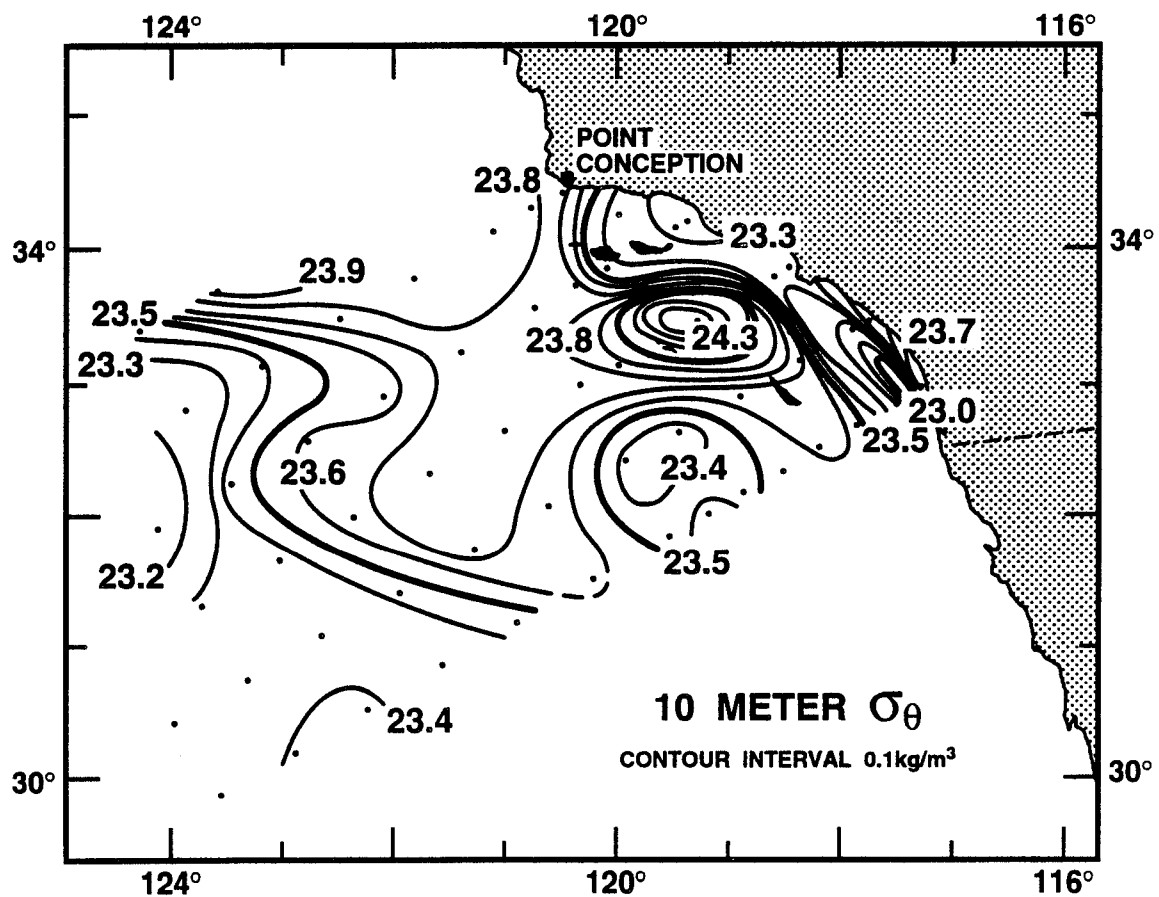 124° 120° 116°
POINT
CONCEPTION
23.8
34° 23.3 34°
23.9
23.5
23.8 24.3 23.7
23.3
23.0
23.5
23.6 23.4
23.2 23.5
10 METER σθ
23.4
CONTOUR INTERVAL 0.1kg/m³
30° 30°
124° 120° 116°